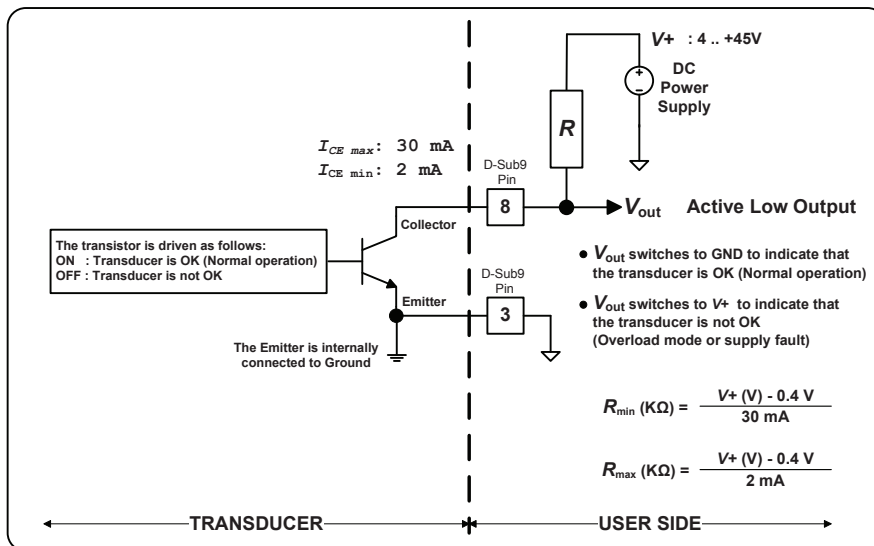 V+ : 4 .. +45V
DC
Power
Supply
R
I_CE max: 30 mA
I_CE min: 2 mA
D-Sub9
Pin
8
Collector
V_out
Active Low Output
The transistor is driven as follows:
ON : Transducer is OK (Normal operation)
OFF : Transducer is not OK
● V_out switches to GND to indicate that
the transducer is OK (Normal operation)
D-Sub9
Pin
3
Emitter
● V_out switches to V+ to indicate that
the transducer is not OK
(Overload mode or supply fault)
The Emitter is internally
connected to Ground
R_min (KΩ) = V+ (V) - 0.4 V
30 mA
R_max (KΩ) = V+ (V) - 0.4 V
2 mA
TRANSDUCER
USER SIDE